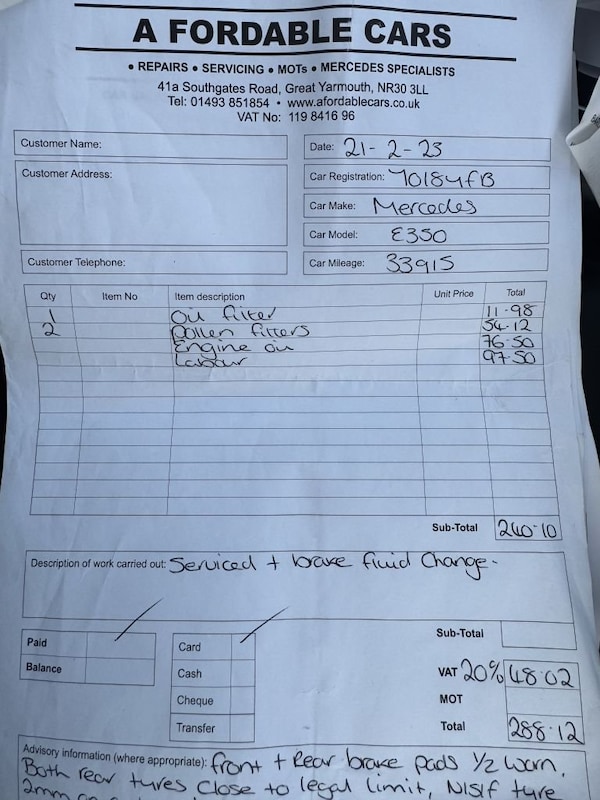 A FORDABLE CARS
• REPAIRS • SERVICING • MOTs • MERCEDES SPECIALISTS
41a Southgates Road, Great Yarmouth, NR30 3LL
Tel: 01493 851854 • www.afordablecars.co.uk
VAT No: 119 8416 96
Customer Name:
Customer Address:
Customer Telephone:
Date: 21-2-23
Car Registration: YO18YFB
Car Make: Mercedes
Car Model: E350
Car Mileage: 33915
Qty Item No Item description Unit Price Total
1 Oil filter 11.98
2 Pollen filters 54.12
Engine oil 76.50
Labour 97.50
Sub-Total 240.10
Description of work carried out: Serviced + brake fluid Change.
Paid
Balance
Card
Cash
Cheque
Transfer
Sub-Total
VAT 20% 48.02
MOT
Total 288.12
Advisory information (where appropriate): front + Rear brake pads 1/2 worn,
Both rear tyres close to legal limit, N/S/F tyre
2mm